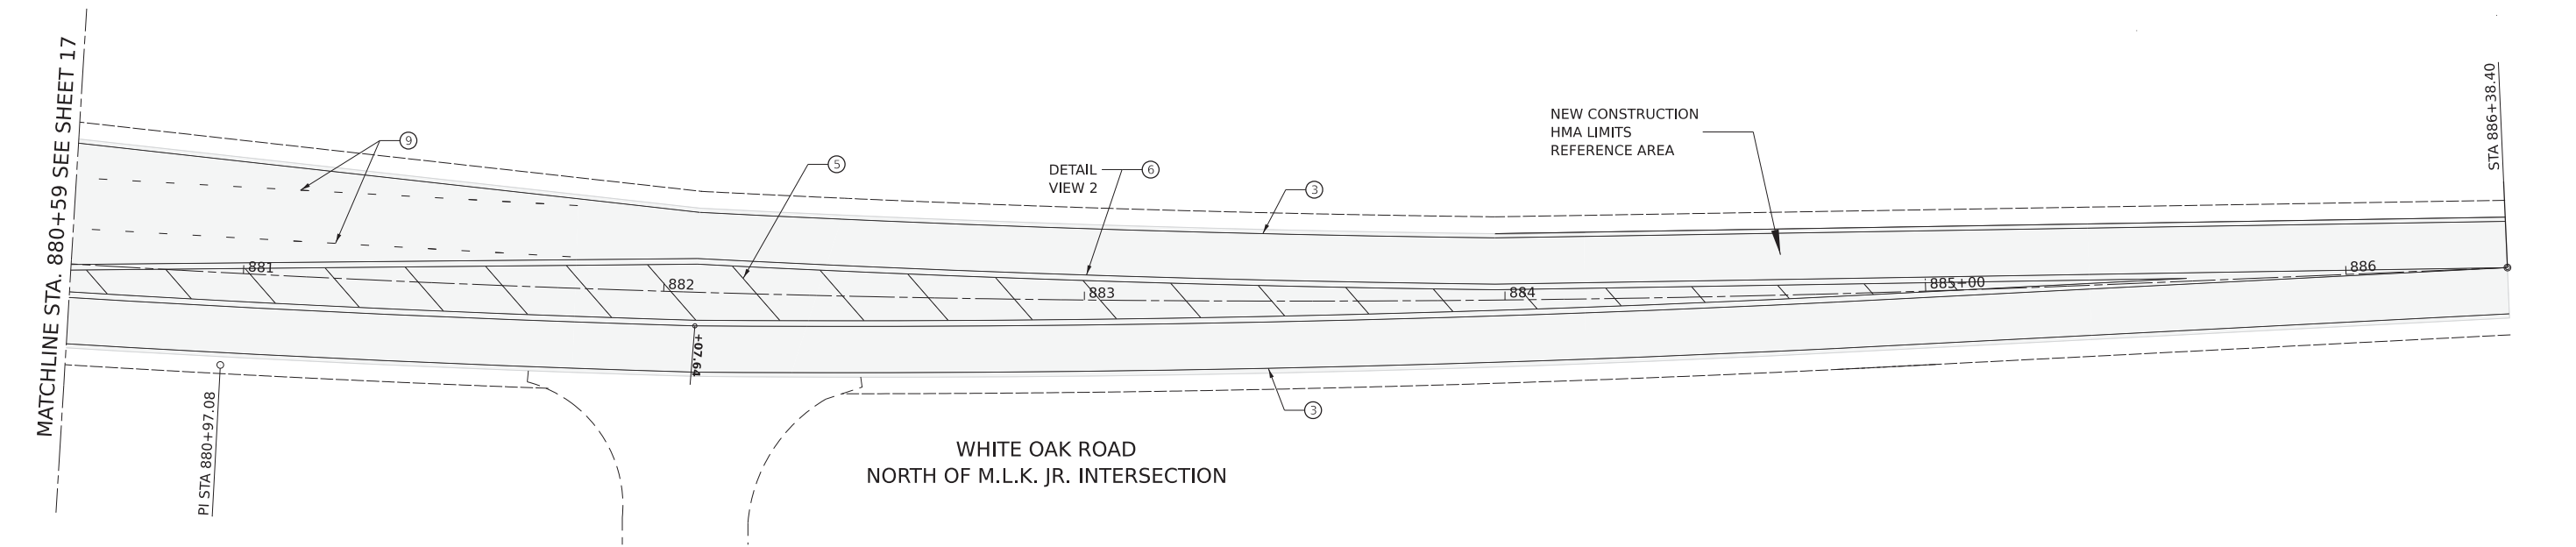 MATCHLINE STA. 880+59 SEE SHEET 17
9
5
DETAIL
VIEW 2
6
3
NEW CONSTRUCTION
HMA LIMITS
REFERENCE AREA
STA 886+38.40
881
882
883
884
885+00
886
+07.64
PI STA 880+97.08
3
WHITE OAK ROAD
NORTH OF M.L.K. JR. INTERSECTION